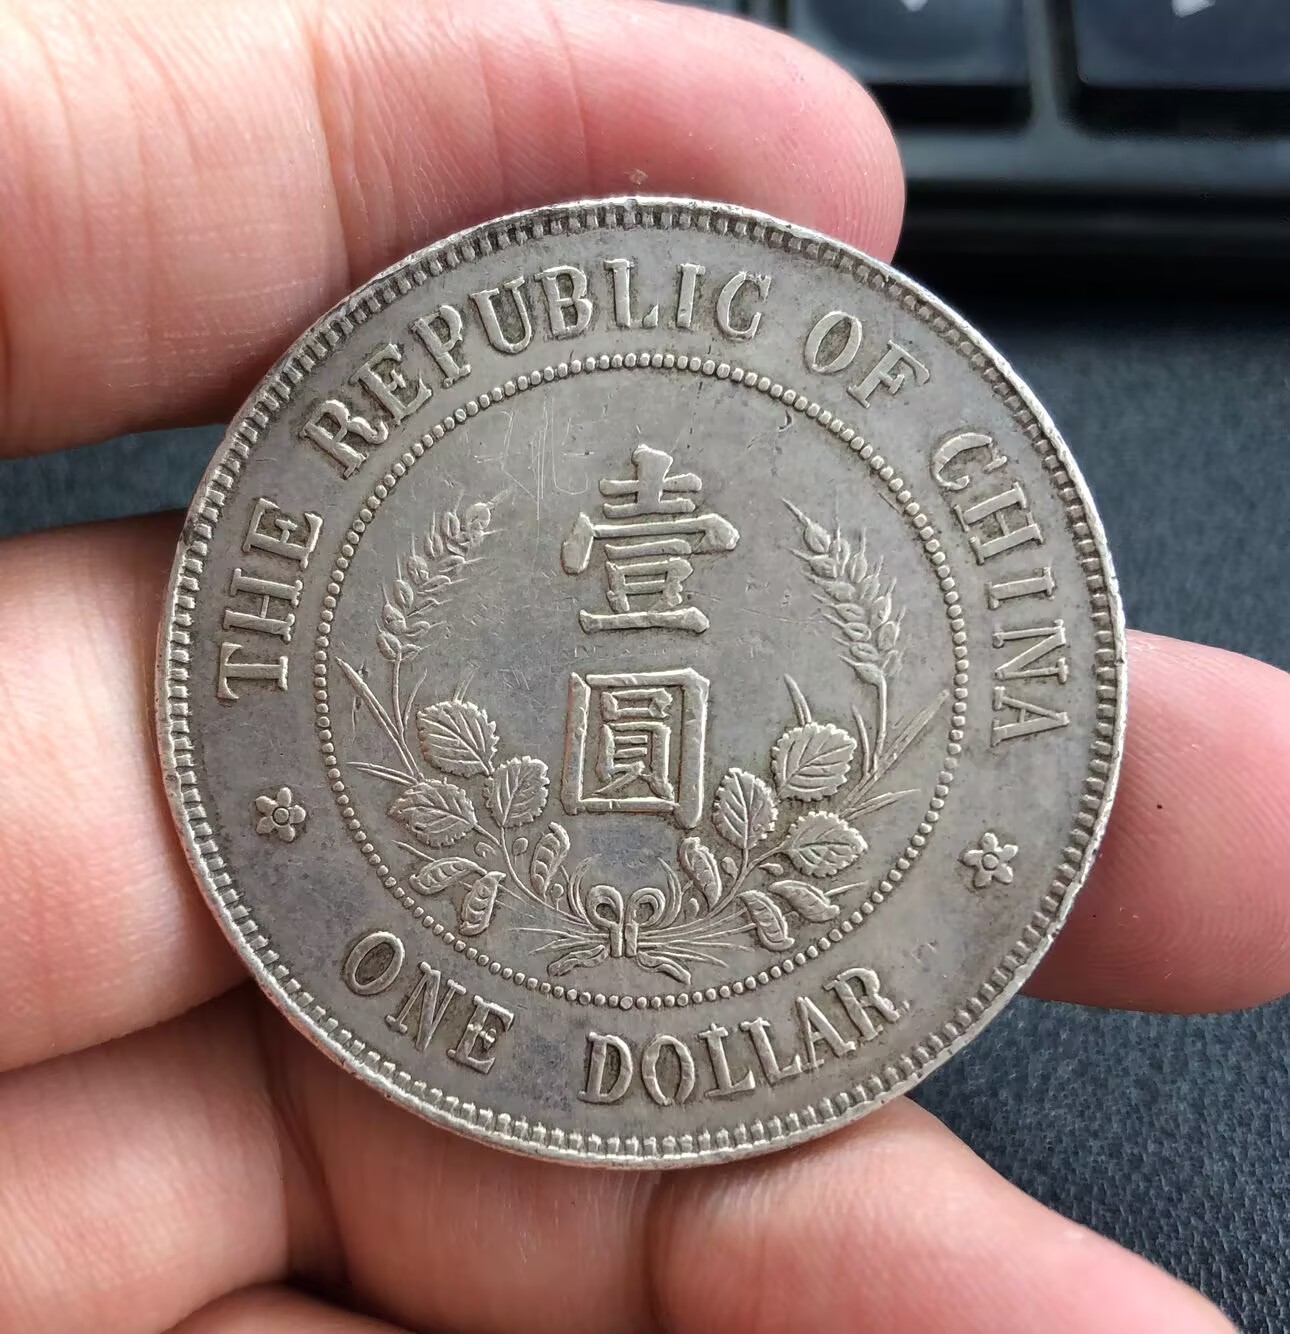 THE REPUBLIC OF CHINA
壹
圓
ONE DOLLAR